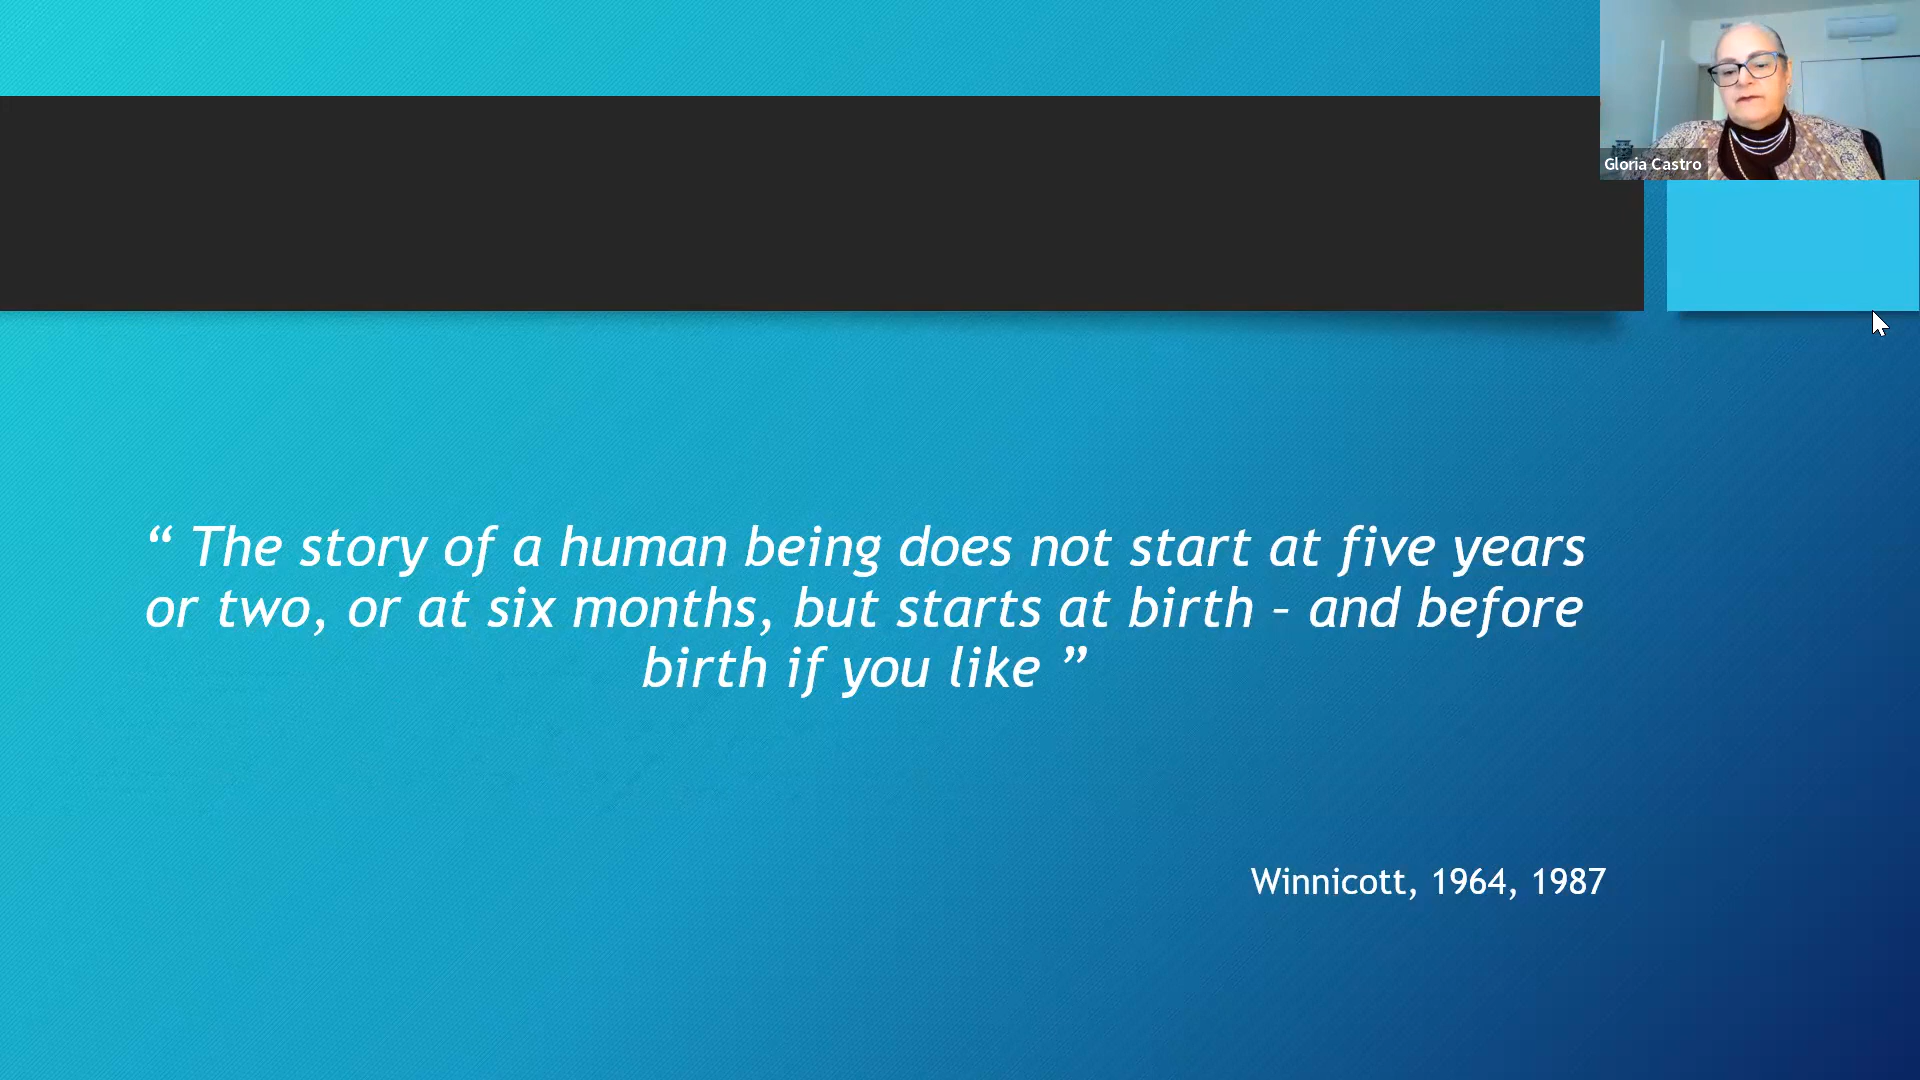 Gloria Castro
“ The story of a human being does not start at five years
or two, or at six months, but starts at birth – and before
birth if you like ”
Winnicott, 1964, 1987